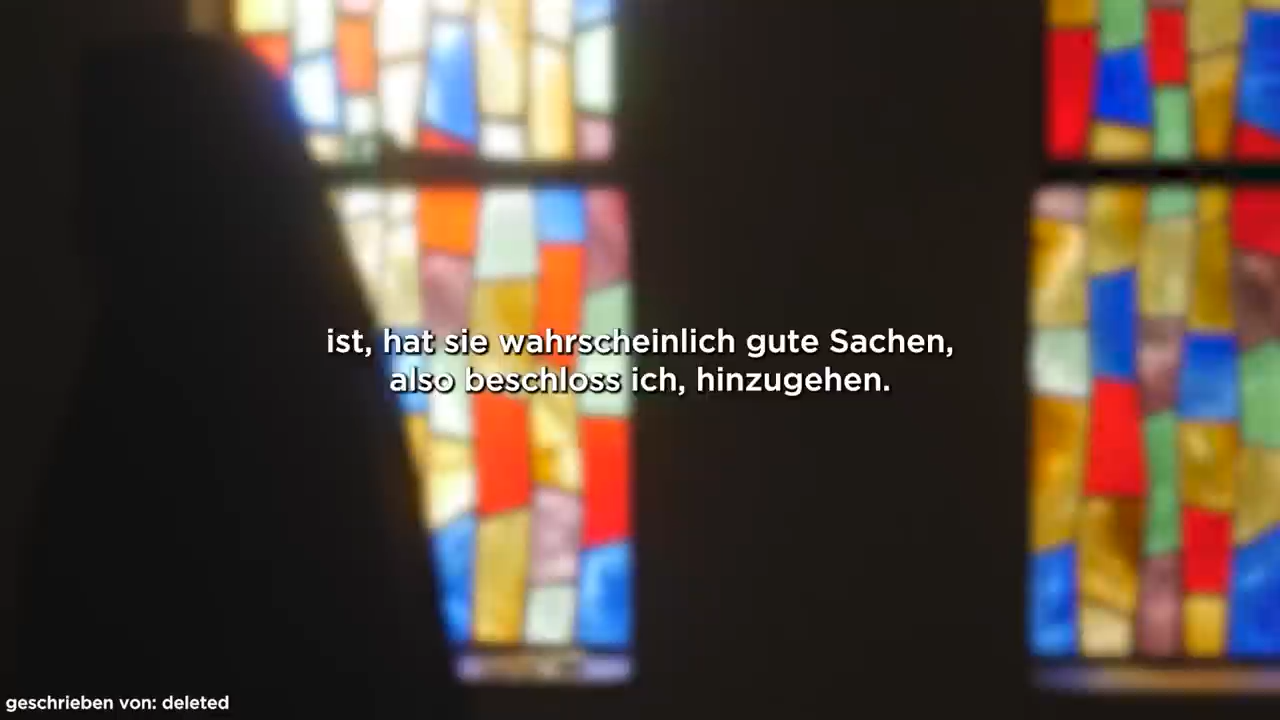 ist, hat sie wahrscheinlich gute Sachen,
also beschloss ich, hinzugehen.
geschrieben von: deleted